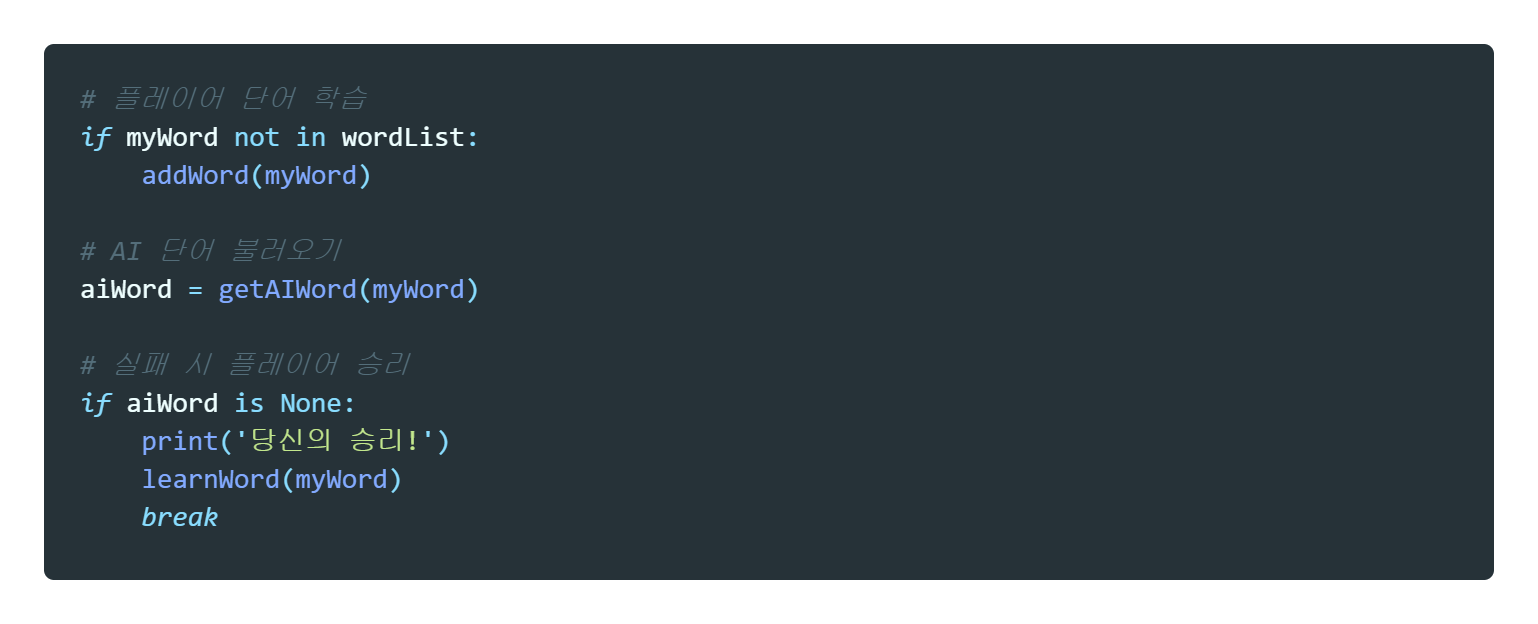 # 플레이어 단어 학습
if myWord not in wordList:
    addWord(myWord)
# AI 단어 불러오기
aiWord = getAIWord(myWord)
# 실패 시 플레이어 승리
if aiWord is None:
    print('당신의 승리!')
    learnWord(myWord)
    break